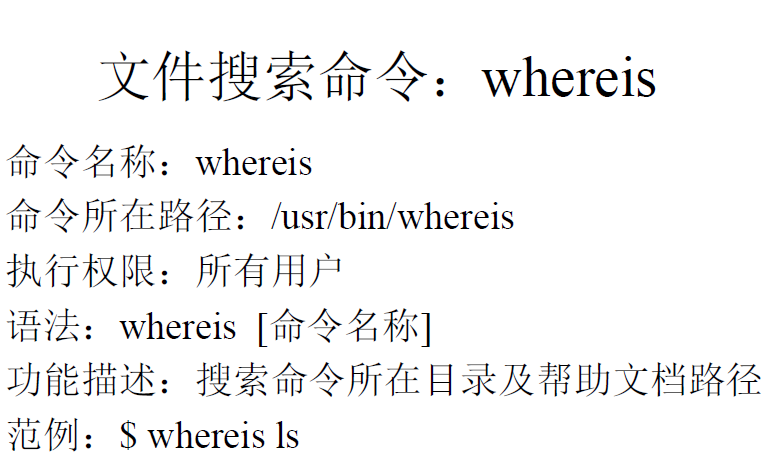 文件搜索命令：whereis
命令名称：whereis
命令所在路径：/usr/bin/whereis
执行权限：所有用户
语法：whereis [命令名称]
功能描述：搜索命令所在目录及帮助文档路径
范例：$ whereis ls